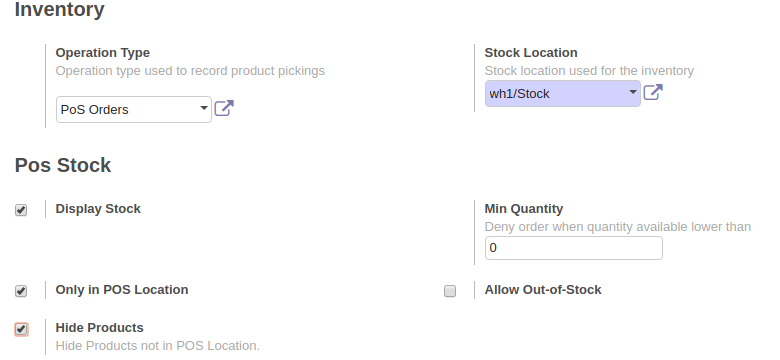 Inventory
Operation Type
Operation type used to record product pickings
PoS Orders
Stock Location
Stock location used for the inventory
wh1/Stock
Pos Stock
Display Stock
Min Quantity
Deny order when quantity available lower than
0
Only in POS Location
Allow Out-of-Stock
Hide Products
Hide Products not in POS Location.